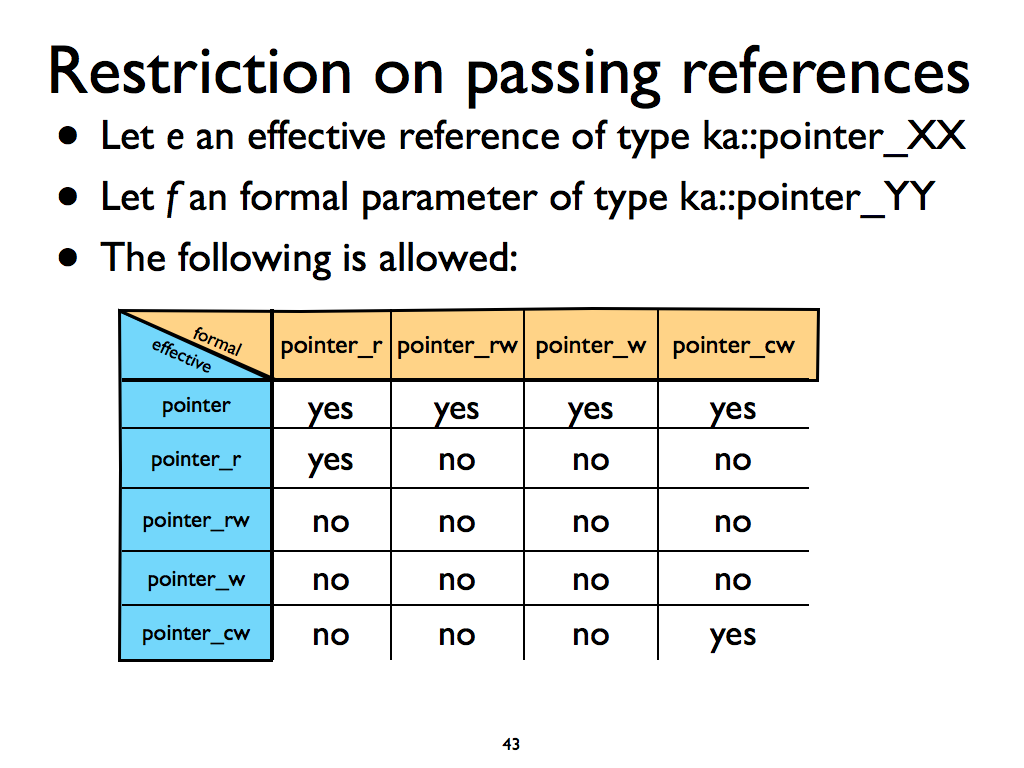 Restriction on passing references
• Let e an effective reference of type ka::pointer_XX
• Let f an formal parameter of type ka::pointer_YY
• The following is allowed:
formal
effective
pointer_r pointer_rw pointer_w pointer_cw
pointer yes yes yes yes
pointer_r yes no no no
pointer_rw no no no no
pointer_w no no no no
pointer_cw no no no yes
43